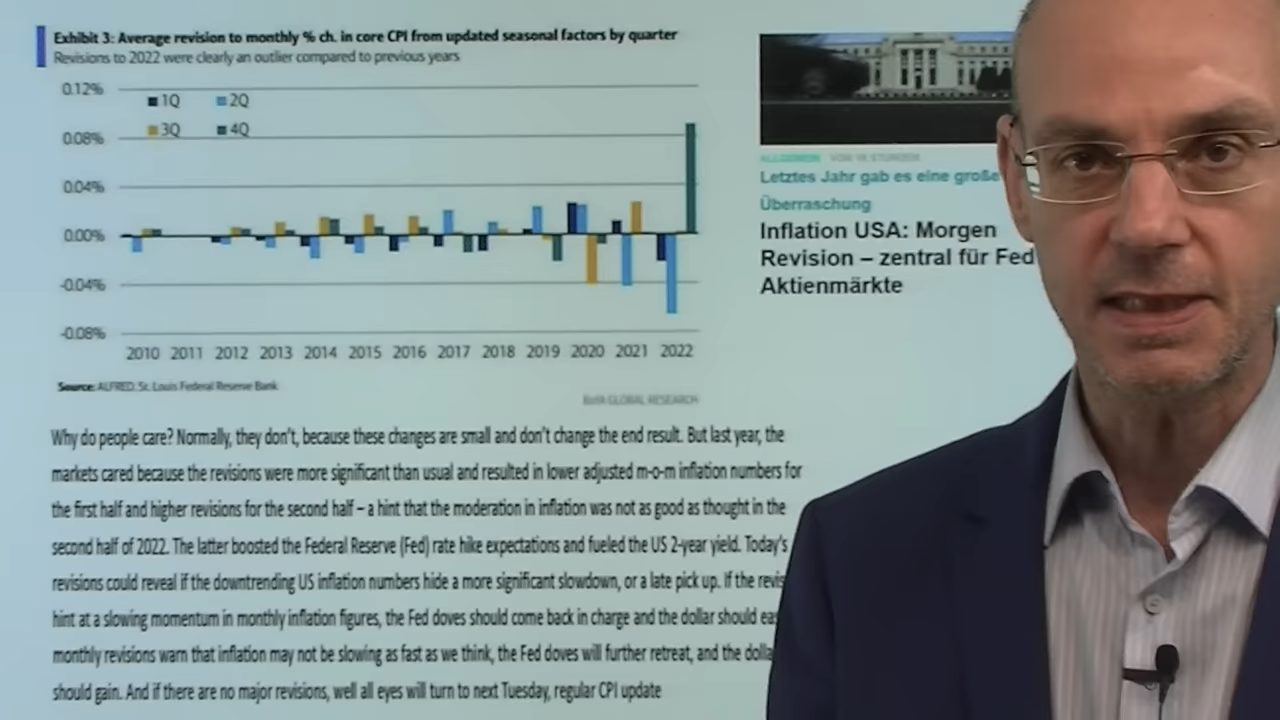 Exhibit 3: Average revision to monthly % ch. in core CPI from updated seasonal factors by quarter
Revisions to 2022 were clearly an outlier compared to previous years
0.12%
1Q 2Q
3Q 4Q
0.08%
0.04%
0.00%
-0.04%
-0.08%
2010 2011 2012 2013 2014 2015 2016 2017 2018 2019 2020 2021 2022
Source: ALFRED. St. Louis Federal Reserve Bank
BofA GLOBAL RESEARCH
ALLGEMEIN VOR 18 STUNDEN
Letztes Jahr gab es eine große
Überraschung
Inflation USA: Morgen
Revision – zentral für Fed
Aktienmärkte
Why do people care? Normally, they don't, because these changes are small and don't change the end result. But last year, the
markets cared because the revisions were more significant than usual and resulted in lower adjusted m-o-m inflation numbers for
the first half and higher revisions for the second half – a hint that the moderation in inflation was not as good as thought in the
second half of 2022. The latter boosted the Federal Reserve (Fed) rate hike expectations and fueled the US 2-year yield. Today's
revisions could reveal if the downtrending US inflation numbers hide a more significant slowdown, or a late pick up. If the revis
hint at a slowing momentum in monthly inflation figures, the Fed doves should come back in charge and the dollar should eas
monthly revisions warn that inflation may not be slowing as fast as we think, the Fed doves will further retreat, and the dolla
should gain. And if there are no major revisions, well all eyes will turn to next Tuesday, regular CPI update